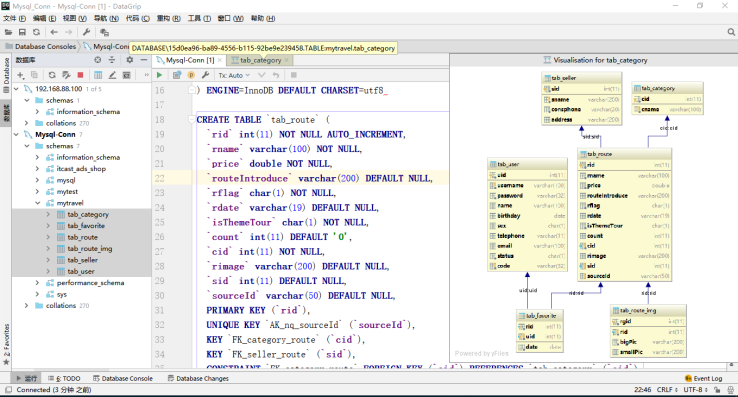 Mysql_Conn [...] - DataGrip
文件(F) 编辑(E) 视图(V) 导航(N) 代码(C) 重构(R) 工具(T) 窗口(W) 帮助(H)
Database Consoles Mysql-Conn
DATABASE\15d0ea96-ba89-4556-b115-92be9e239458.TABLE:mytravel.tab_category
数据库
Mysql-Conn [1]
tab_category
Visualisation for tab_category
Tx: Auto
Database
数据库
2: Favorites
192.168.88.100 1 of 5
schemas 1
information_schema
collations 270
Mysql-Conn
schemas 7
information_schema
itcast_ads_shop
mysql
mytest
mytravel
tab_category
tab_favorite
tab_route
tab_route_img
tab_seller
tab_user
performance_schema
sys
collations 270
16 ) ENGINE=InnoDB DEFAULT CHARSET=utf8
17
18 CREATE TABLE `tab_route` (
19 `rid` int(11) NOT NULL AUTO_INCREMENT,
20 `rname` varchar(100) NOT NULL,
21 `price` double NOT NULL,
22 `routeIntroduce` varchar(200) DEFAULT NULL,
23 `rflag` char(1) NOT NULL,
24 `rdate` varchar(19) DEFAULT NULL,
25 `isThemeTour` char(1) NOT NULL,
26 `count` int(11) DEFAULT '0',
27 `cid` int(11) NOT NULL,
28 `rimage` varchar(200) DEFAULT NULL,
29 `sid` int(11) DEFAULT NULL,
30 `sourceId` varchar(50) DEFAULT NULL,
31 PRIMARY KEY (`rid`),
32 UNIQUE KEY `AK_nq_sourceId` (`sourceId`),
33 KEY `FK_category_route` (`cid`),
34 KEY `FK_seller_route` (`sid`),
35 CONSTRAINT `FK_category_route` FOREIGN KEY (`cid`) REFERENCES `tab_category` (`cid`)
tab_seller
sid int(11)
sname varchar(200)
consphone varchar(20)
address varchar(200)
tab_category
cid int(11)
cname varchar(100)
sid:sid
cid:cid
tab_route
rid int(11)
rname varchar(100)
price double
routeIntroduce varchar(200)
rflag char(1)
rdate varchar(19)
isThemeTour char(1)
count int(11)
cid int(11)
rimage varchar(200)
sid int(11)
sourceId varchar(50)
tab_user
uid int(11)
username varchar(100)
password varchar(32)
name varchar(100)
birthday date
sex char(1)
telephone varchar(11)
email varchar(100)
status char(1)
code varchar(32)
uid:uid
rid:rid
rid:rid
tab_favorite
rid int(11)
uid int(11)
date date
tab_route_img
rgid int(11)
rid int(11)
bigPic varchar(200)
smallPic varchar(200)
Powered by yFiles
运行 6: TODO Database Console Database Changes Event Log
Connected (3 分钟 之前) 22:46 CRLF UTF-8